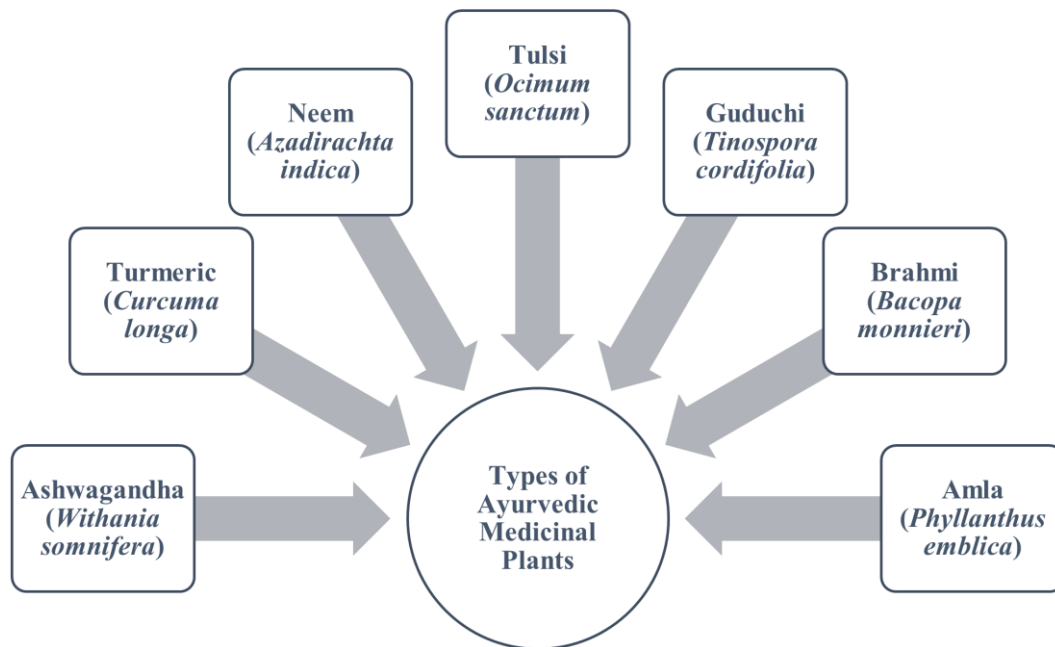 Tulsi
(Ocimum
sanctum)
Neem
(Azadirachta
indica)
Guduchi
(Tinospora
cordifolia)
Turmeric
(Curcuma
longa)
Brahmi
(Bacopa
monnieri)
Ashwagandha
(Withania
somnifera)
Types of
Ayurvedic
Medicinal
Plants
Amla
(Phyllanthus
emblica)